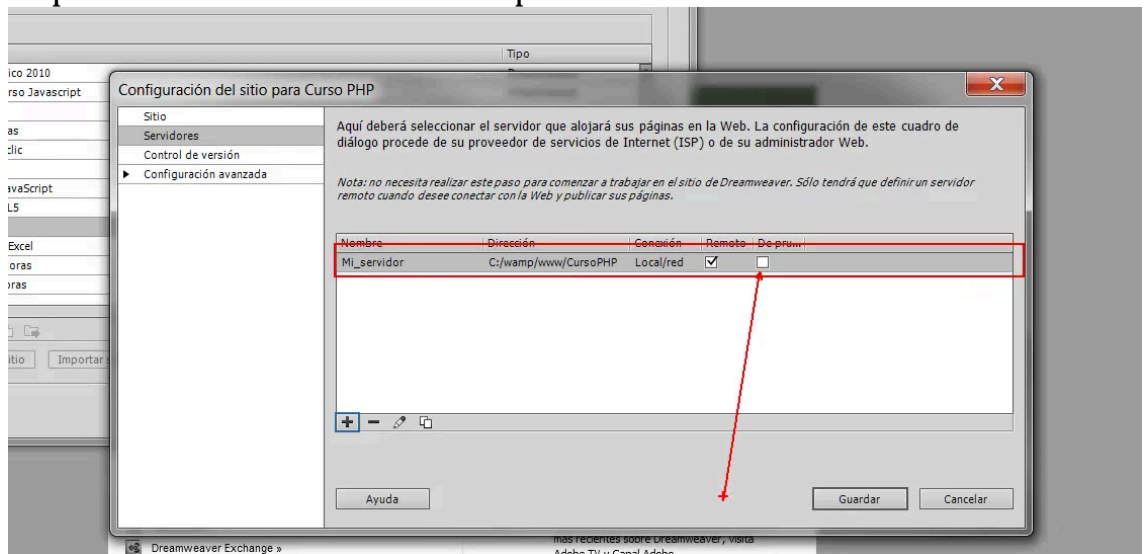 Tipo
ico 2010
rso Javascript
as
clic
avaScript
L5
Excel
oras
oras
itio
Importar s
Configuración del sitio para Curso PHP
X
Sitio
Servidores
Control de versión
Configuración avanzada
Aquí deberá seleccionar el servidor que alojará sus páginas en la Web. La configuración de este cuadro de
diálogo procede de su proveedor de servicios de Internet (ISP) o de su administrador Web.
Nota: no necesita realizar este paso para comenzar a trabajar en el sitio de Dreamweaver. Sólo tendrá que definir un servidor
remoto cuando desee conectar con la Web y publicar sus páginas.
Nombre Dirección Conexión Remoto De pru...
Mi_servidor C:/wamp/www/CursoPHP Local/red
Ayuda Guardar Cancelar
Dreamweaver Exchange »
más recientes sobre Dreamweaver, visita
Adobe TV y Canal Adobe